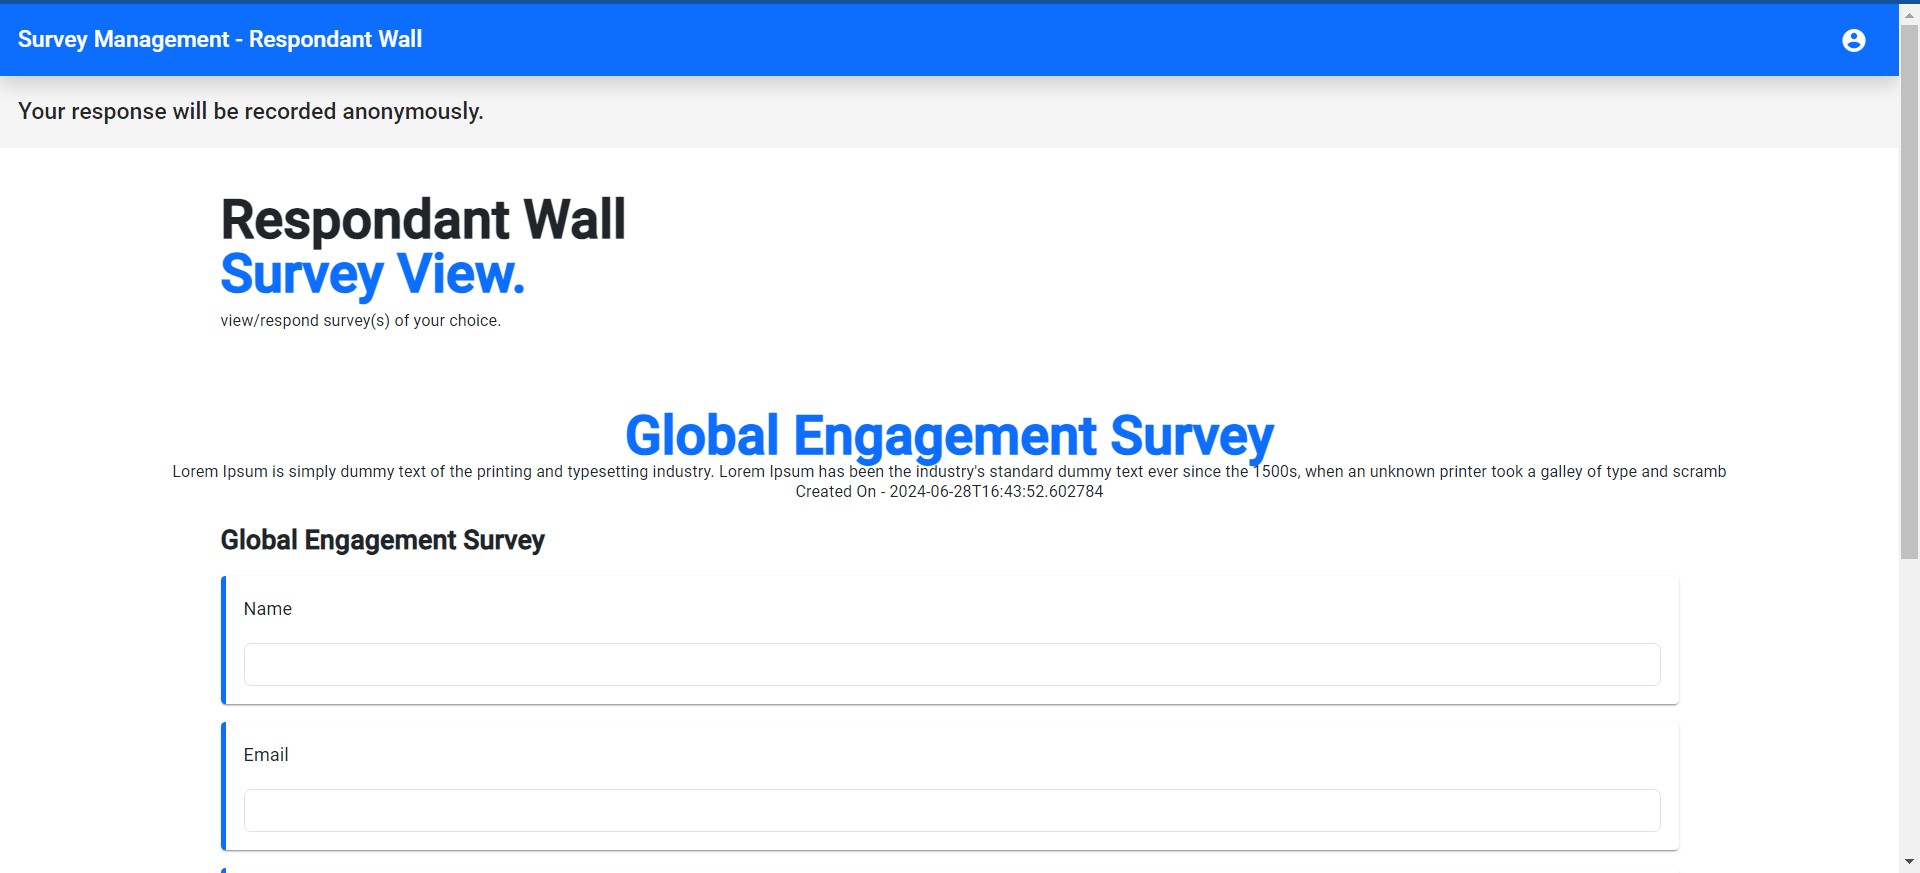 Survey Management - Respondant Wall
Your response will be recorded anonymously.
Respondant Wall
Survey View.
view/respond survey(s) of your choice.
Global Engagement Survey
Lorem Ipsum is simply dummy text of the printing and typesetting industry. Lorem Ipsum has been the industry's standard dummy text ever since the 1500s, when an unknown printer took a galley of type and scramb
Created On - 2024-06-28T16:43:52.602784
Global Engagement Survey
Name
Email